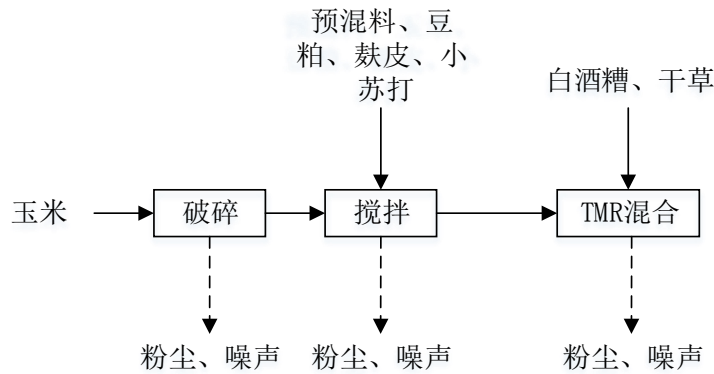 预混料、豆
粕、麸皮、小
苏打
白酒糟、干草
玉米
破碎
搅拌
TMR混合
粉尘、噪声
粉尘、噪声
粉尘、噪声